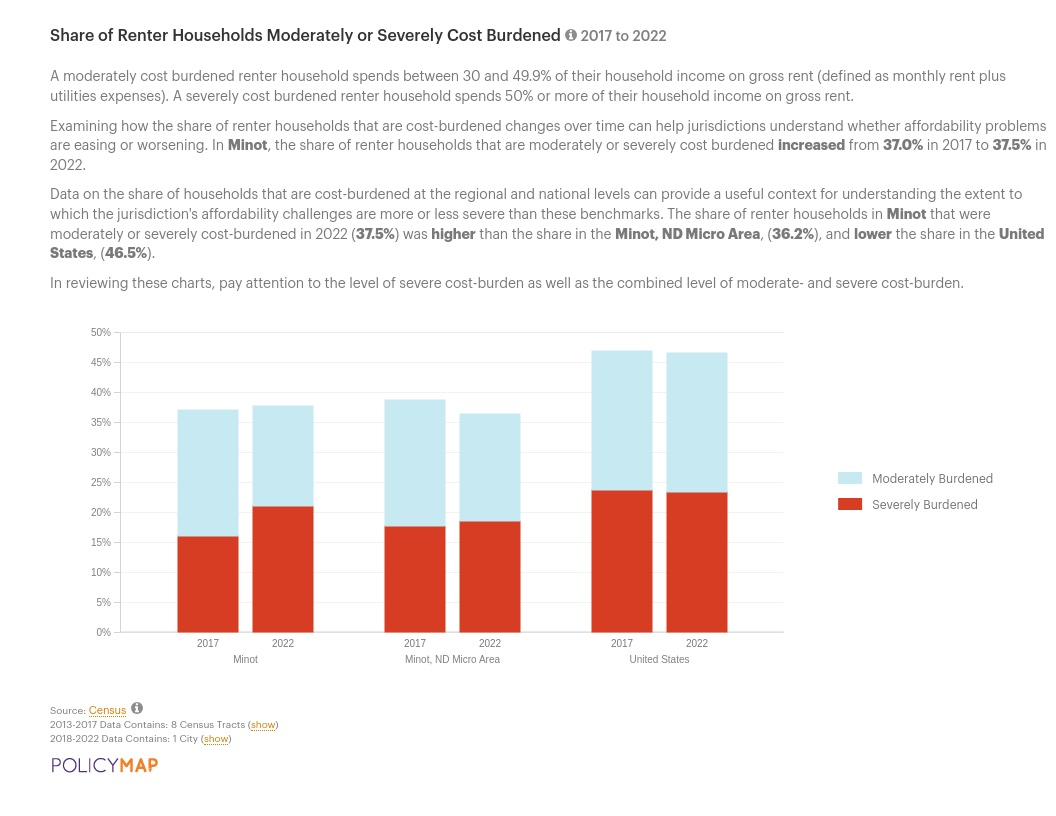 Share of Renter Households Moderately or Severely Cost Burdened 2017 to 2022
A moderately cost burdened renter household spends between 30 and 49.9% of their household income on gross rent (defined as monthly rent plus
utilities expenses). A severely cost burdened renter household spends 50% or more of their household income on gross rent.
Examining how the share of renter households that are cost-burdened changes over time can help jurisdictions understand whether affordability problems
are easing or worsening. In Minot, the share of renter households that are moderately or severely cost burdened increased from 37.0% in 2017 to 37.5% in
2022.
Data on the share of households that are cost-burdened at the regional and national levels can provide a useful context for understanding the extent to
which the jurisdiction's affordability challenges are more or less severe than these benchmarks. The share of renter households in Minot that were
moderately or severely cost-burdened in 2022 (37.5%) was higher than the share in the Minot, ND Micro Area, (36.2%), and lower the share in the United
States, (46.5%).
In reviewing these charts, pay attention to the level of severe cost-burden as well as the combined level of moderate- and severe cost-burden.
50%
45%
40%
35%
30%
25%
20%
15%
10%
5%
0%
2017 2022 2017 2022 2017 2022
Minot Minot, ND Micro Area United States
Moderately Burdened
Severely Burdened
Source: Census
2013-2017 Data Contains: 8 Census Tracts (show)
2018-2022 Data Contains: 1 City (show)
POLICYMAP